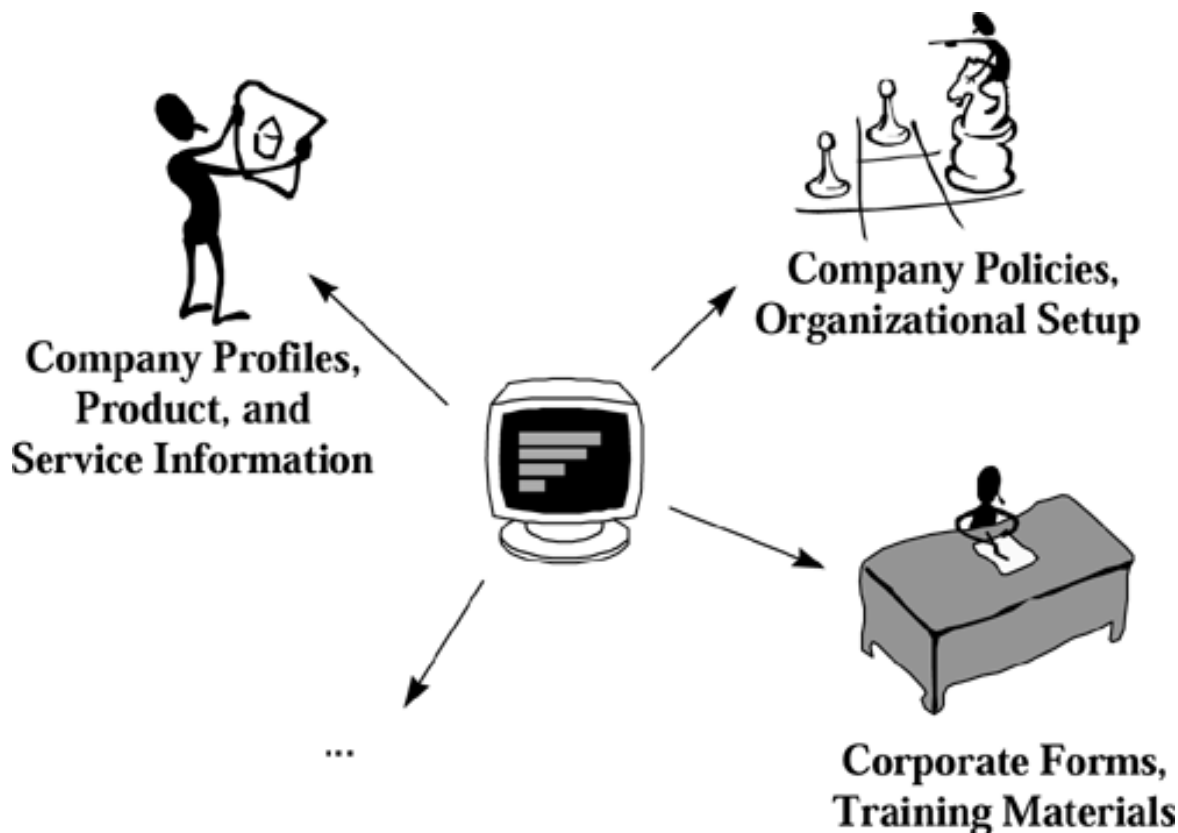 Company Policies,
Organizational Setup
Company Profiles,
Product, and
Service Information
...
Corporate Forms,
Training Materials